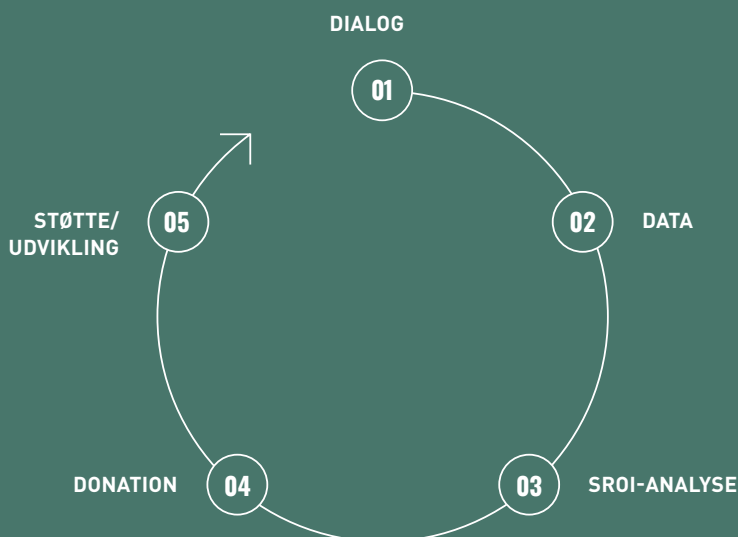 DIALOG
01
02
DATA
03
SROI-ANALYSE
04
DONATION
05
STØTTE/
UDVIKLING